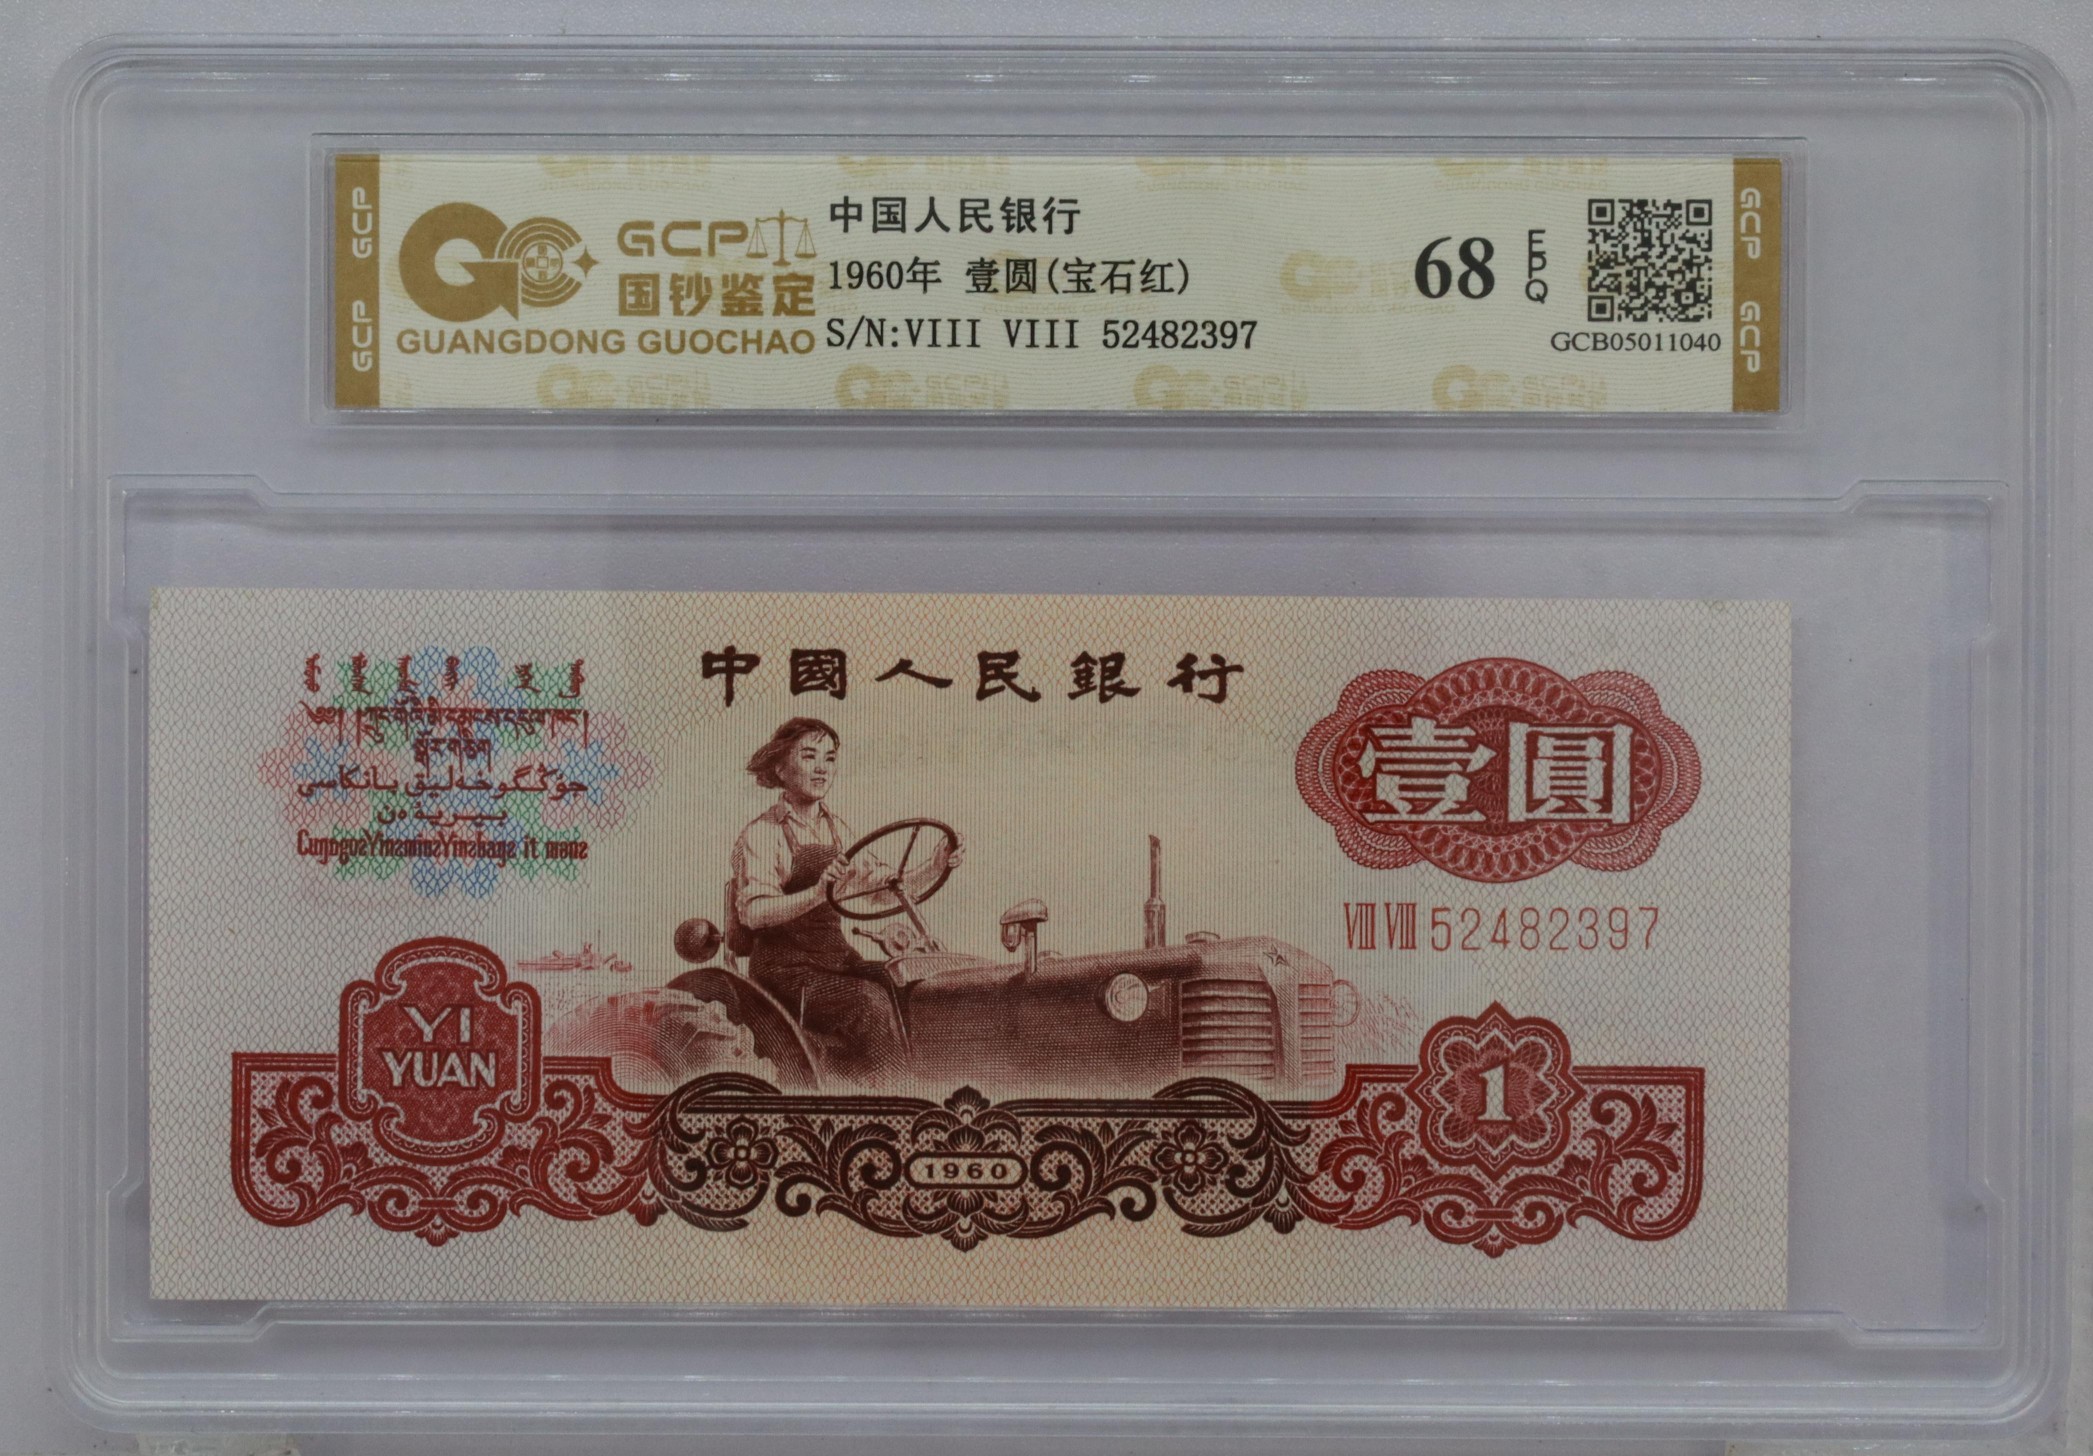 GCP GCP
GCP
国钞鉴定
GUANGDONG GUOCHAO
中国人民银行
1960年 壹圆(宝石红)
S/N:VIII VIII 52482397
68 EPQ
GCB05011040
GCP GCP
中國人民銀行
壹圓
VIII VIII 52482397
YI
YUAN
1960
1